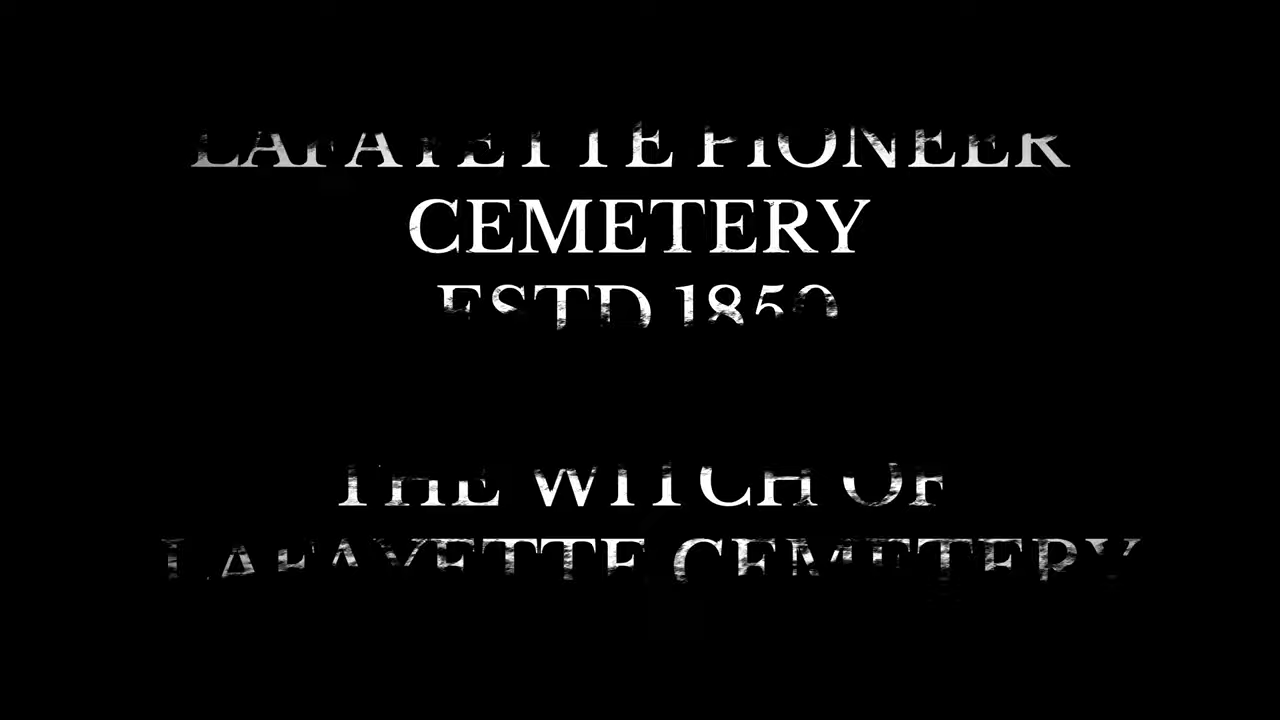 LAFAYETTE PIONEER
CEMETERY
ESTD 1850
THE WITCH OF
LAFAYETTE CEMETERY